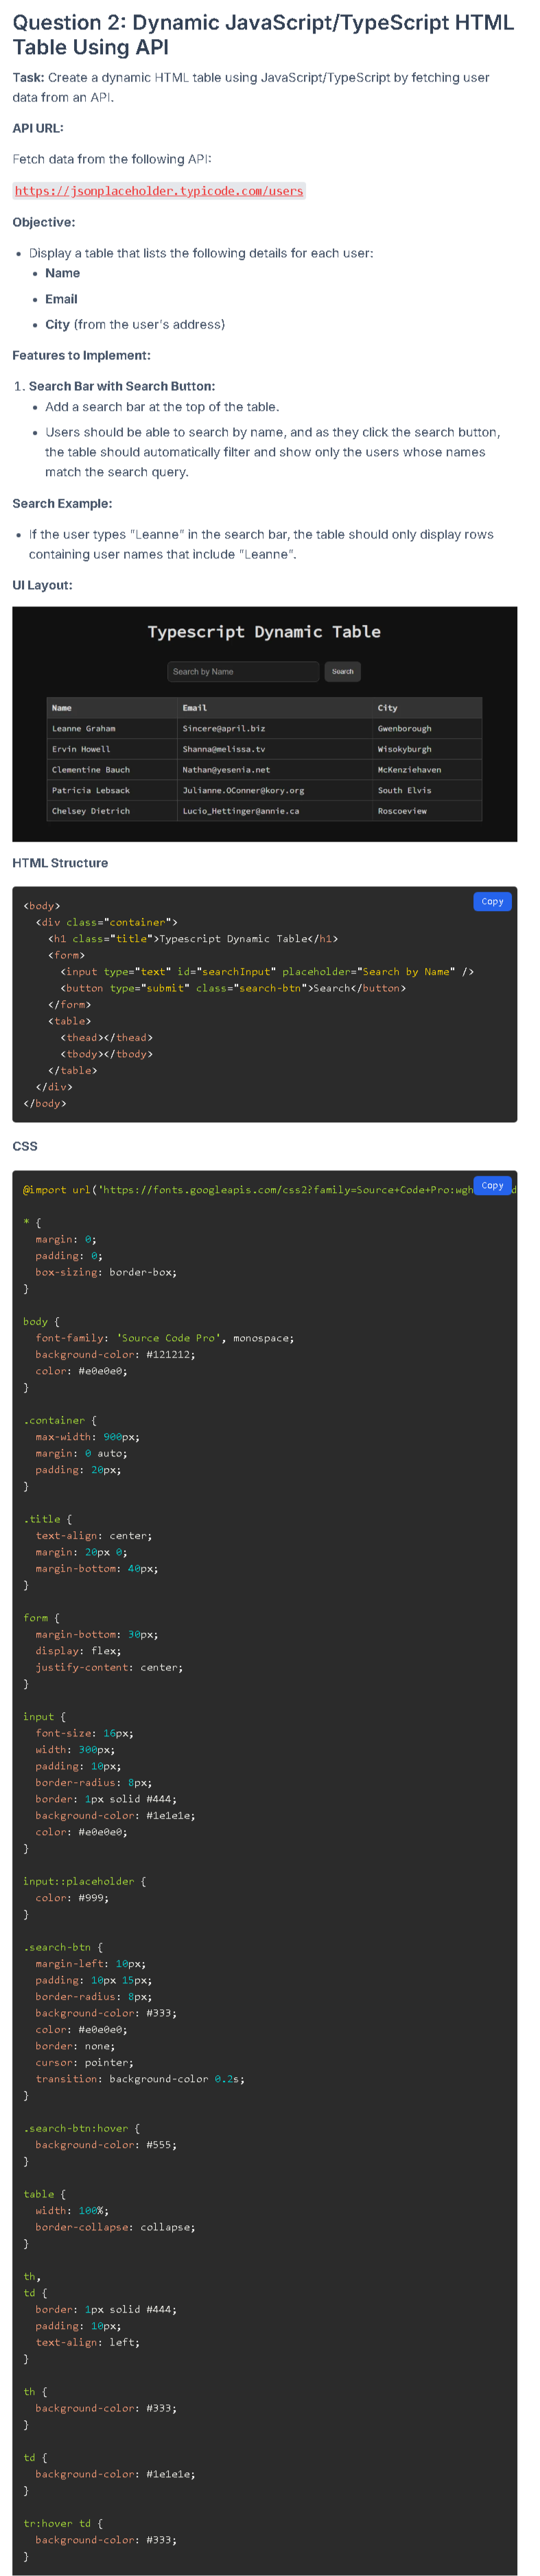 Question 2: Dynamic JavaScript/TypeScript HTML
Table Using API
Task: Create a dynamic HTML table using JavaScript/TypeScript by fetching user
data from an API.
API URL:
Fetch data from the following API:
https://jsonplaceholder.typicode.com/users
Objective:
• Display a table that lists the following details for each user:
• Name
• Email
• City (from the user's address)
Features to Implement:
1. Search Bar with Search Button:
• Add a search bar at the top of the table.
• Users should be able to search by name, and as they click the search button,
the table should automatically filter and show only the users whose names
match the search query.
Search Example:
• If the user types "Leanne" in the search bar, the table should only display rows
containing user names that include "Leanne".
UI Layout:
Typescript Dynamic Table
Search by Name Search
Name Email City
Leanne Graham Sincere@april.biz Gwenborough
Ervin Howell Shanna@melissa.tv Wisokyburgh
Clementine Bauch Nathan@yesenia.net McKenziehaven
Patricia Lebsack Julianne.OConner@kory.org South Elvis
Chelsey Dietrich Lucio_Hettinger@annie.ca Roscoeview
HTML Structure
Copy
<body>
  <div class="container">
    <h1 class="title">Typescript Dynamic Table</h1>
    <form>
      <input type="text" id="searchInput" placeholder="Search by Name" />
      <button type="submit" class="search-btn">Search</button>
    </form>
    <table>
      <thead></thead>
      <tbody></tbody>
    </table>
  </div>
</body>
CSS
Copy
@import url('https://fonts.googleapis.com/css2?family=Source+Code+Pro:wgh
* {
  margin: 0;
  padding: 0;
  box-sizing: border-box;
}
body {
  font-family: 'Source Code Pro', monospace;
  background-color: #121212;
  color: #e0e0e0;
}
.container {
  max-width: 900px;
  margin: 0 auto;
  padding: 20px;
}
.title {
  text-align: center;
  margin: 20px 0;
  margin-bottom: 40px;
}
form {
  margin-bottom: 30px;
  display: flex;
  justify-content: center;
}
input {
  font-size: 16px;
  width: 300px;
  padding: 10px;
  border-radius: 8px;
  border: 1px solid #444;
  background-color: #1e1e1e;
  color: #e0e0e0;
}
input::placeholder {
  color: #999;
}
.search-btn {
  margin-left: 10px;
  padding: 10px 15px;
  border-radius: 8px;
  background-color: #333;
  color: #e0e0e0;
  border: none;
  cursor: pointer;
  transition: background-color 0.2s;
}
.search-btn:hover {
  background-color: #555;
}
table {
  width: 100%;
  border-collapse: collapse;
}
th,
td {
  border: 1px solid #444;
  padding: 10px;
  text-align: left;
}
th {
  background-color: #333;
}
td {
  background-color: #1e1e1e;
}
tr:hover td {
  background-color: #333;
}